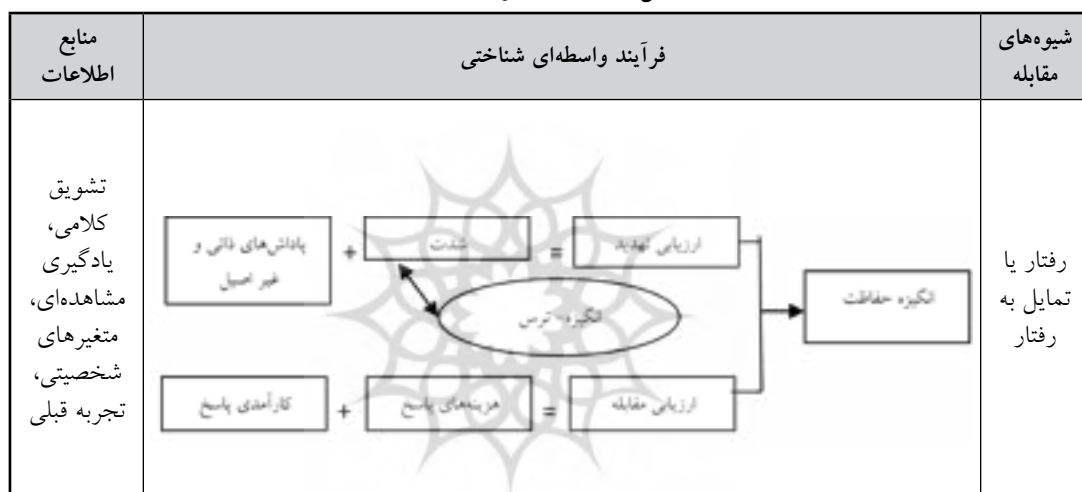 شیوه‌های
مقابله
فرآیند واسطه‌ای شناختی
منابع
اطلاعات
رفتار یا
تمایل به
رفتار
انگیزه حفاظت
ارزیابی تهدید
=
شدت
+
پاداش‌های ذاتی و
غیر اصیل
انگیزه- ترس
ارزیابی مقابله
=
هزینه‌های پاسخ
+
کارآمدی پاسخ
تشویق
کلامی،
یادگیری
مشاهده‌ای،
متغیرهای
شخصیتی،
تجربه قبلی